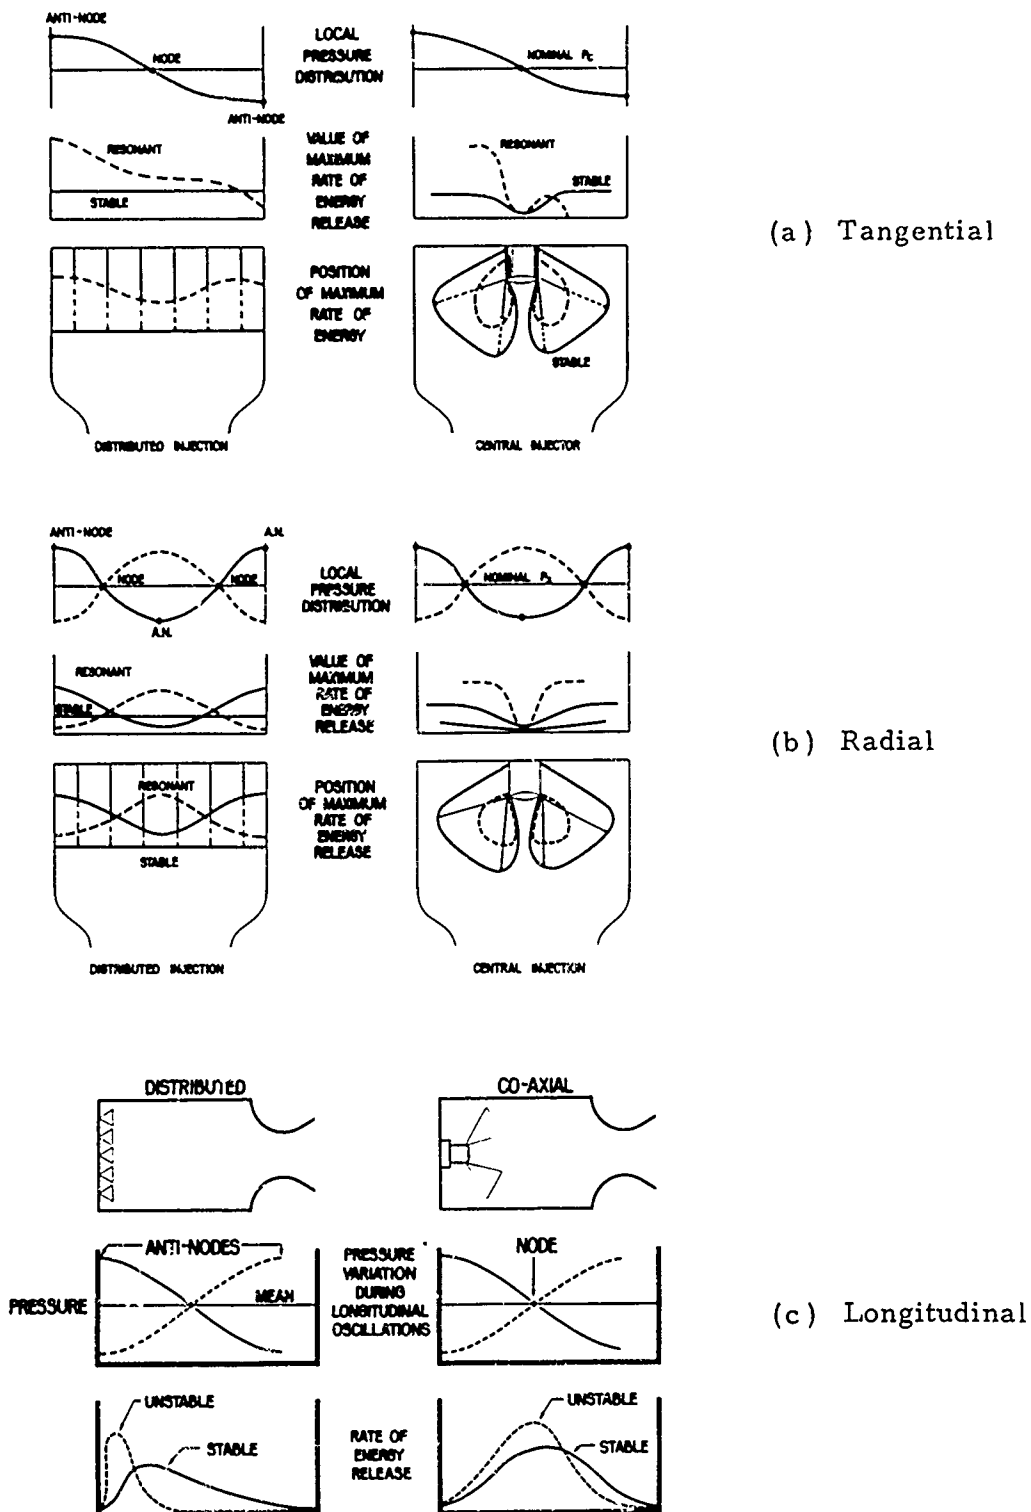 ANTI-NODE
NODE
ANTI-NODE
LOCAL
PRESSURE
DISTRIBUTION
NOMINAL Pc
RESONANT
STABLE
VALUE OF
MAXIMUM
RATE OF
ENERGY
RELEASE
RESONANT
STABLE
POSITION
OF MAXIMUM
RATE OF
ENERGY
STABLE
DISTRIBUTED INJECTION
CENTRAL INJECTOR
(a) Tangential
ANTI-NODE
A.N.
NODE
NODE
A.N.
LOCAL
PRESSURE
DISTRIBUTION
NOMINAL
RESONANT
STABLE
VALUE OF
MAXIMUM
RATE OF
ENERGY
RELEASE
RESONANT
STABLE
POSITION
OF MAXIMUM
RATE OF
ENERGY
RELEASE
DISTRIBUTED INJECTION
CENTRAL INJECTION
(b) Radial
DISTRIBUTED
CO-AXIAL
PRESSURE
ANTI-NODES
MEAN
PRESSURE
VARIATION
DURING
LONGITUDINAL
OSCILLATIONS
NODE
(c) Longitudinal
UNSTABLE
STABLE
RATE OF
ENERGY
RELEASE
UNSTABLE
STABLE